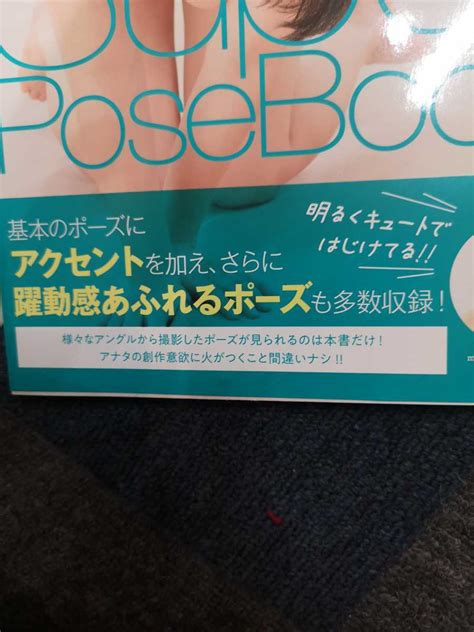 Supe
PoseBoo
明るくキュートで
はじけてる!!
基本のポーズに
アクセントを加え、さらに
躍動感あふれるポーズも多数収録!
様々なアングルから撮影したポーズが見られるのは本書だけ!
アナタの創作意欲に火がつくこと間違いナシ!!
m